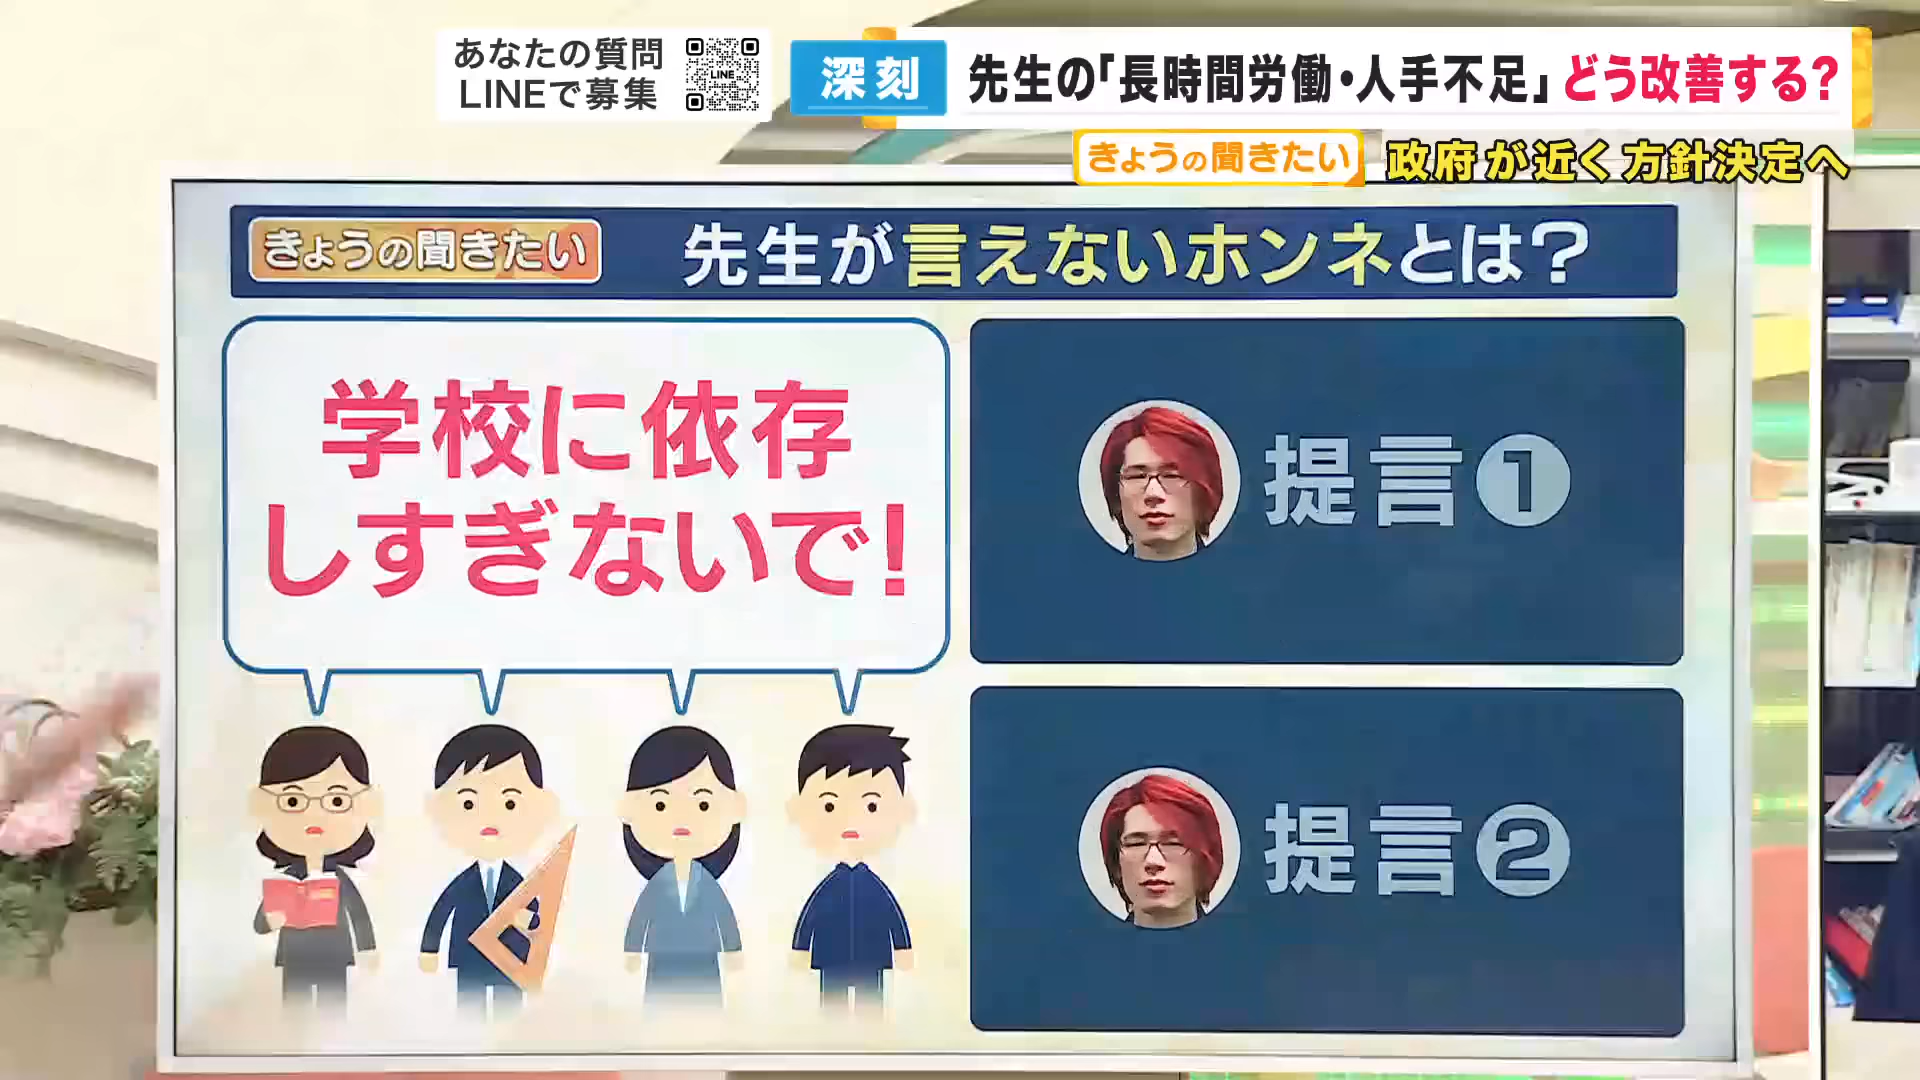 あなたの質問
LINEで募集
LINE
深刻
先生の「長時間労働・人手不足」どう改善する?
きょうの聞きたい
政府が近く方針決定へ
きょうの聞きたい
先生が言えないホンネとは?
学校に依存
しすぎないで!
提言①
提言②